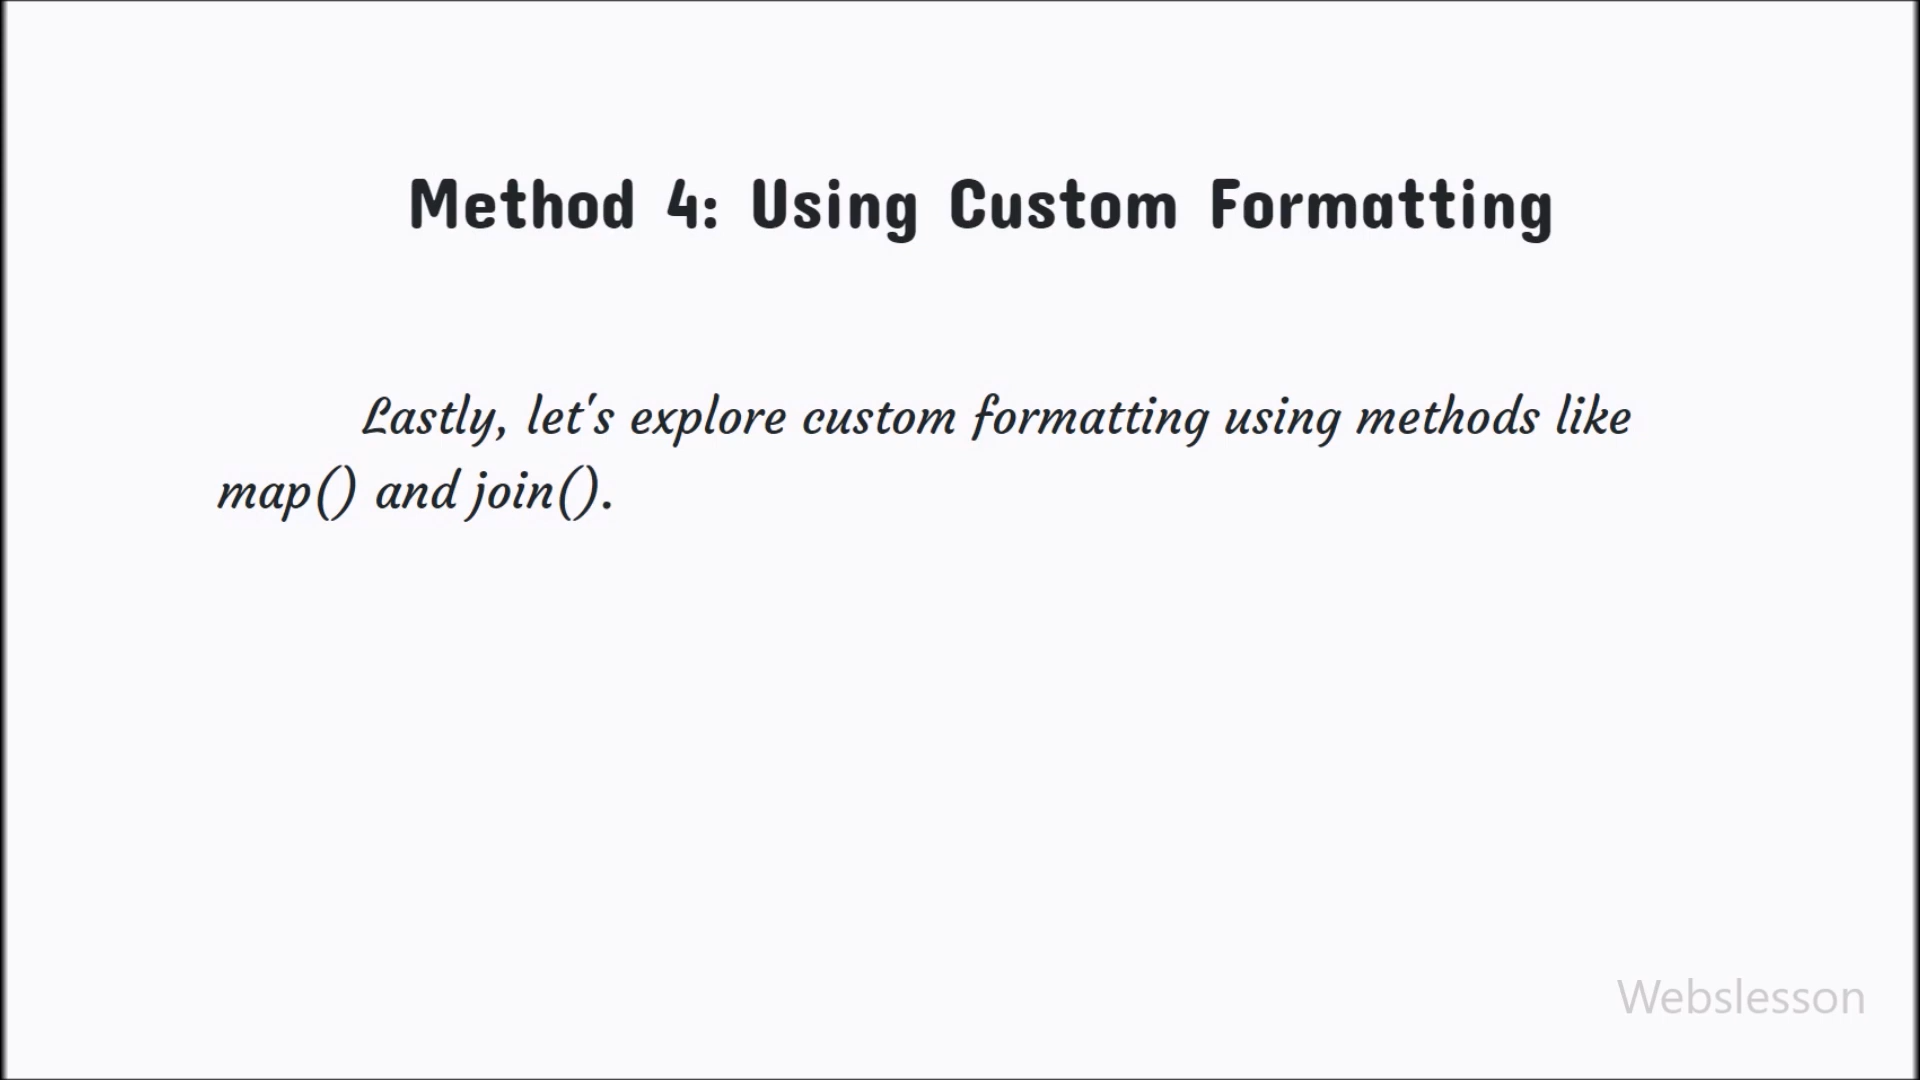 Method 4: Using Custom Formatting
Lastly, let's explore custom formatting using methods like
map() and join().
Webslesson